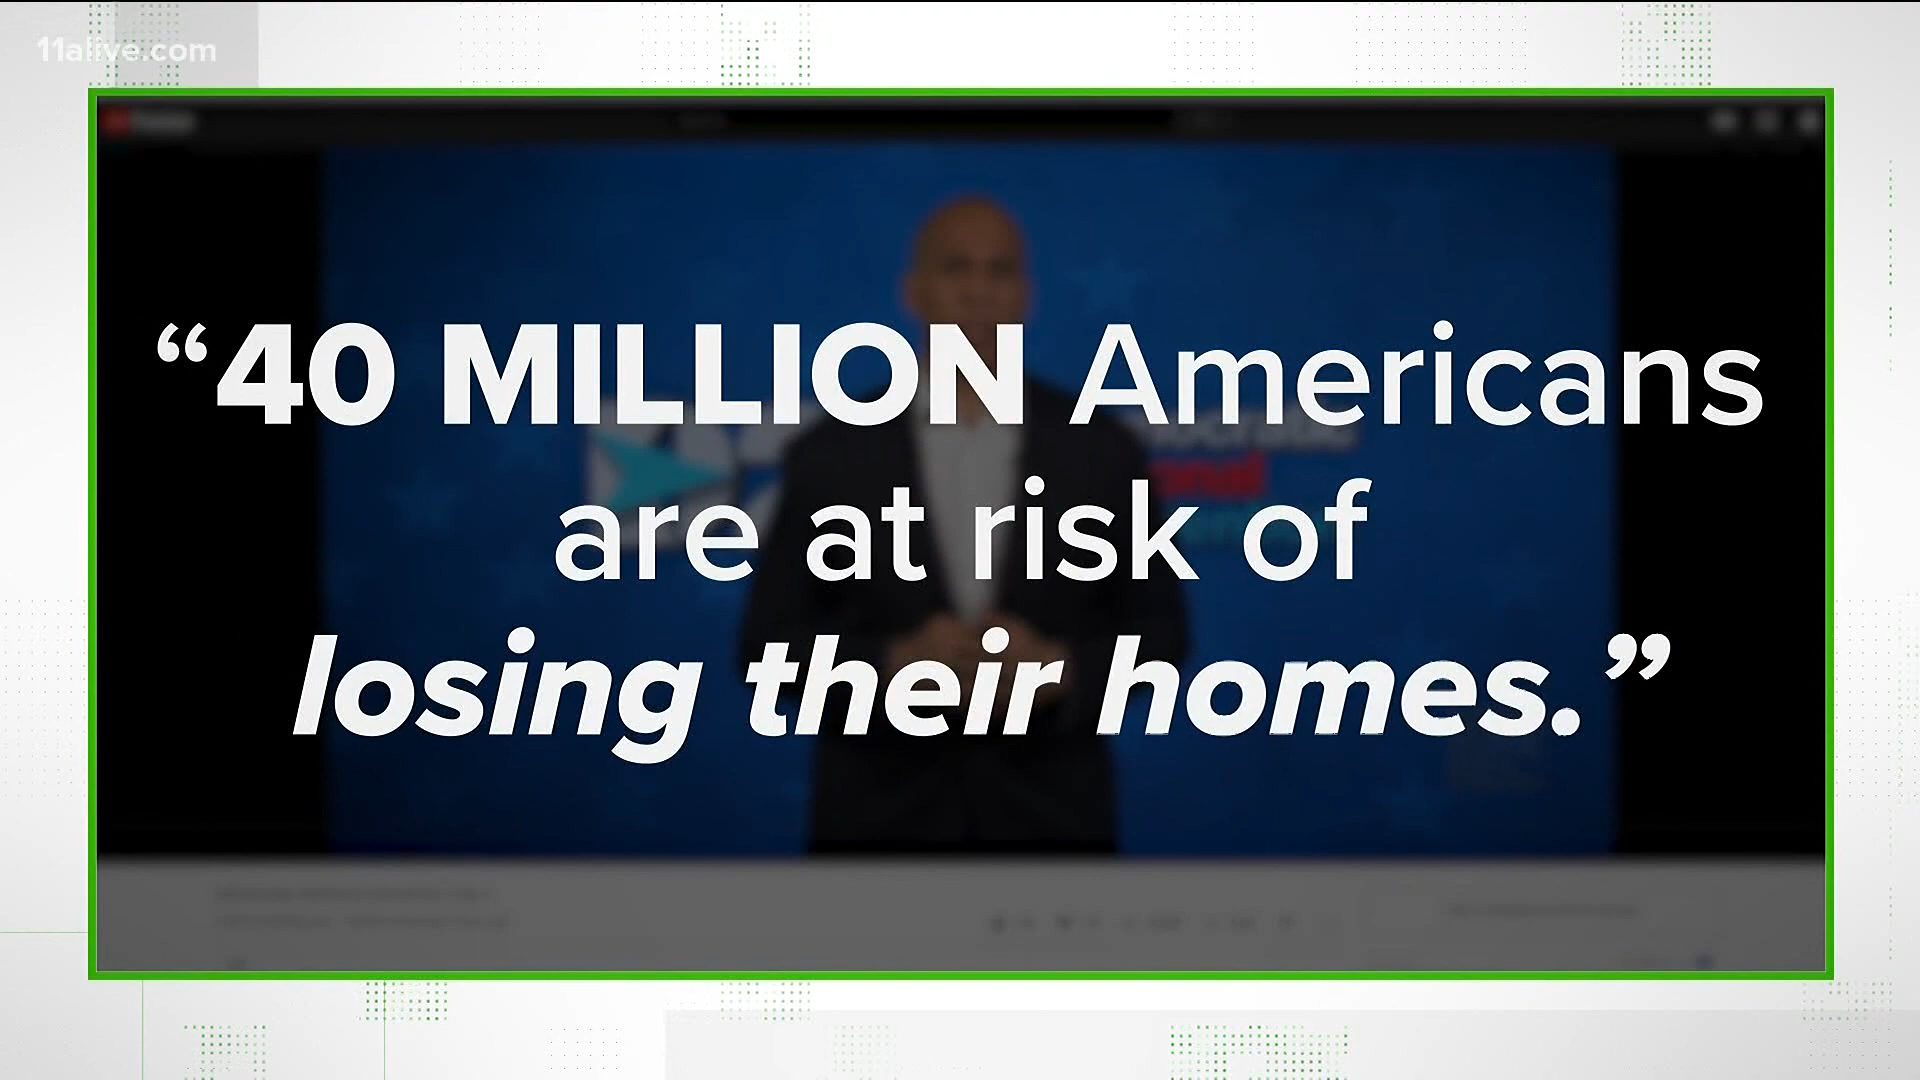 11alive.com
“40 MILLION Americans
are at risk of
losing their homes.”